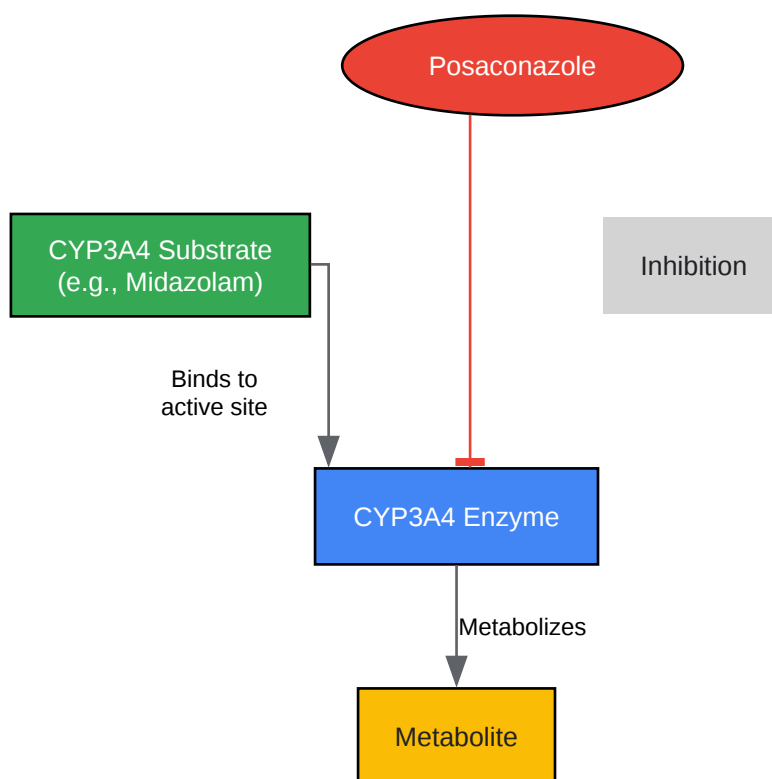 Posaconazole
CYP3A4 Substrate
(e.g., Midazolam)
Inhibition
Binds to
active site
CYP3A4 Enzyme
Metabolizes
Metabolite